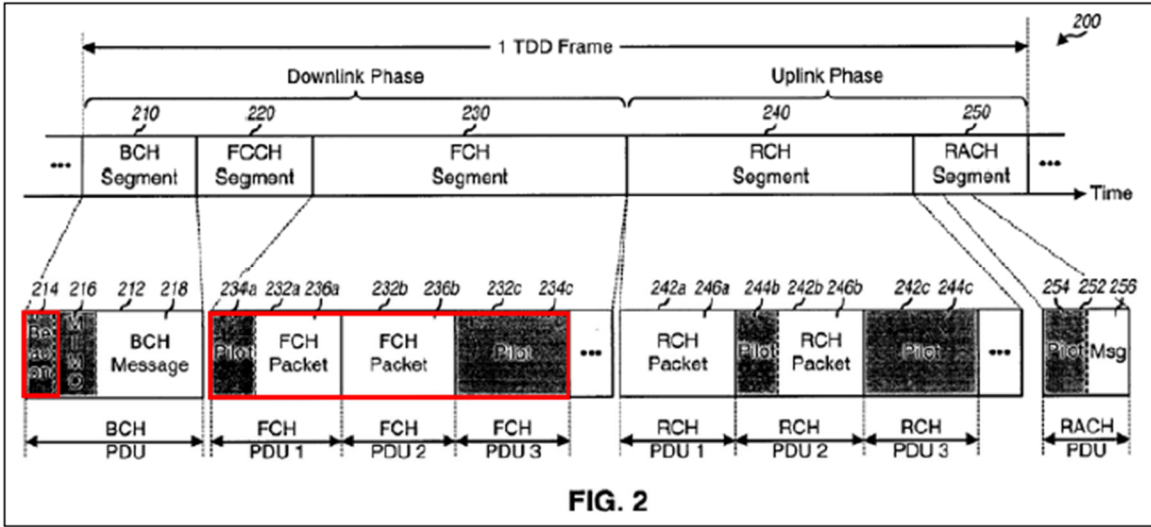 200
1 TDD Frame
Downlink Phase Uplink Phase
210 220 230 240 250
... BCH Segment FCCH Segment FCH Segment RCH Segment RACH Segment ...
Time
214 216 212 218 234a 232a 236a 232b 236b 232c 234c 242a 246a 244b 242b 246b 242c 244c 254 252 256
Beacon MIMO BCH Message Pilot FCH Packet FCH Packet Pilot ... RCH Packet Pilot RCH Packet Pilot ... Pilot Msg
BCH PDU FCH PDU 1 FCH PDU 2 FCH PDU 3 RCH PDU 1 RCH PDU 2 RCH PDU 3 RACH PDU
FIG. 2